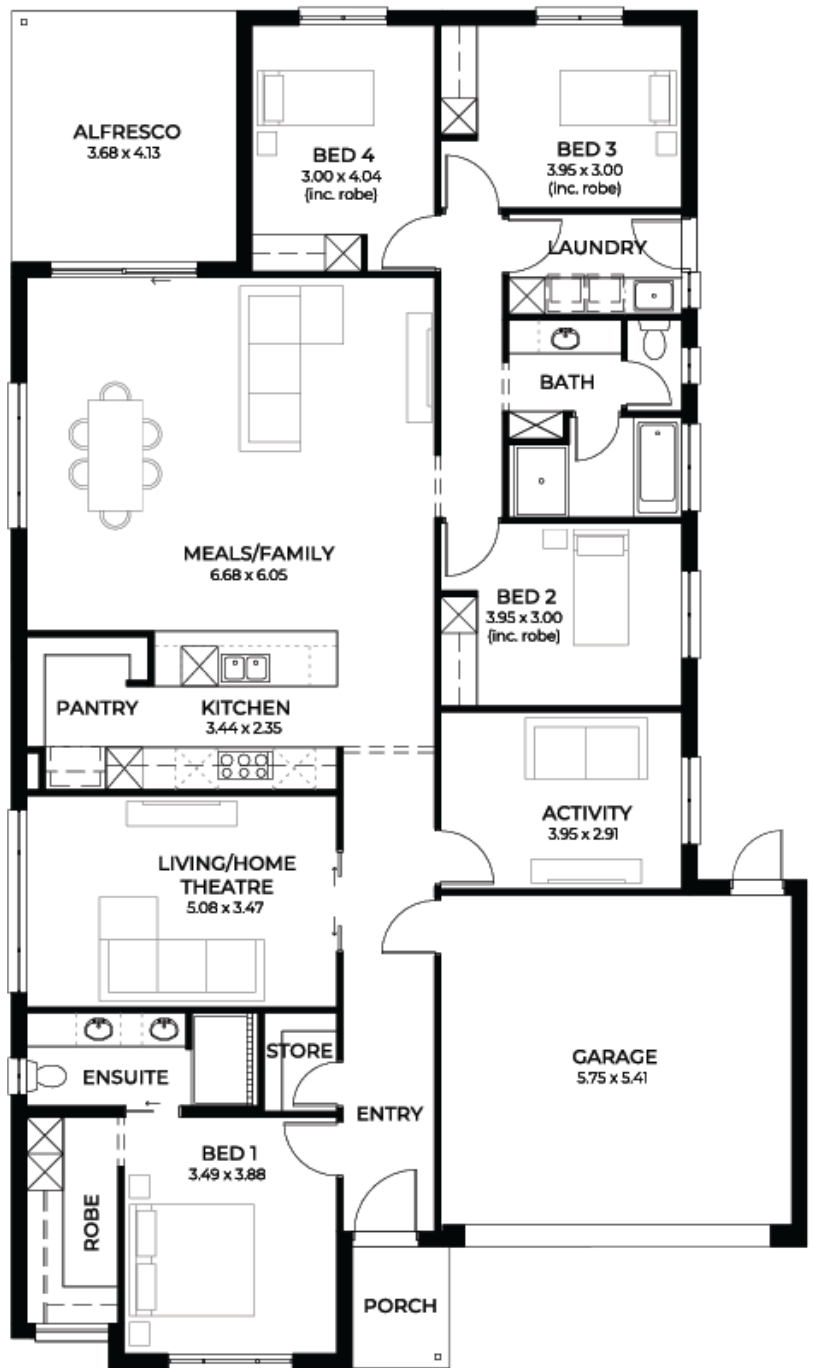 ALFRESCO
3.68 x 4.13
BED 4
3.00 x 4.04
(inc. robe)
BED 3
3.95 x 3.00
(inc. robe)
LAUNDRY
BATH
MEALS/FAMILY
6.68 x 6.05
BED 2
3.95 x 3.00
(inc. robe)
PANTRY
KITCHEN
3.44 x 2.35
ACTIVITY
3.95 x 2.91
LIVING/HOME
THEATRE
5.08 x 3.47
STORE
ENSUITE
GARAGE
5.75 x 5.41
ENTRY
BED 1
3.49 x 3.88
ROBE
PORCH